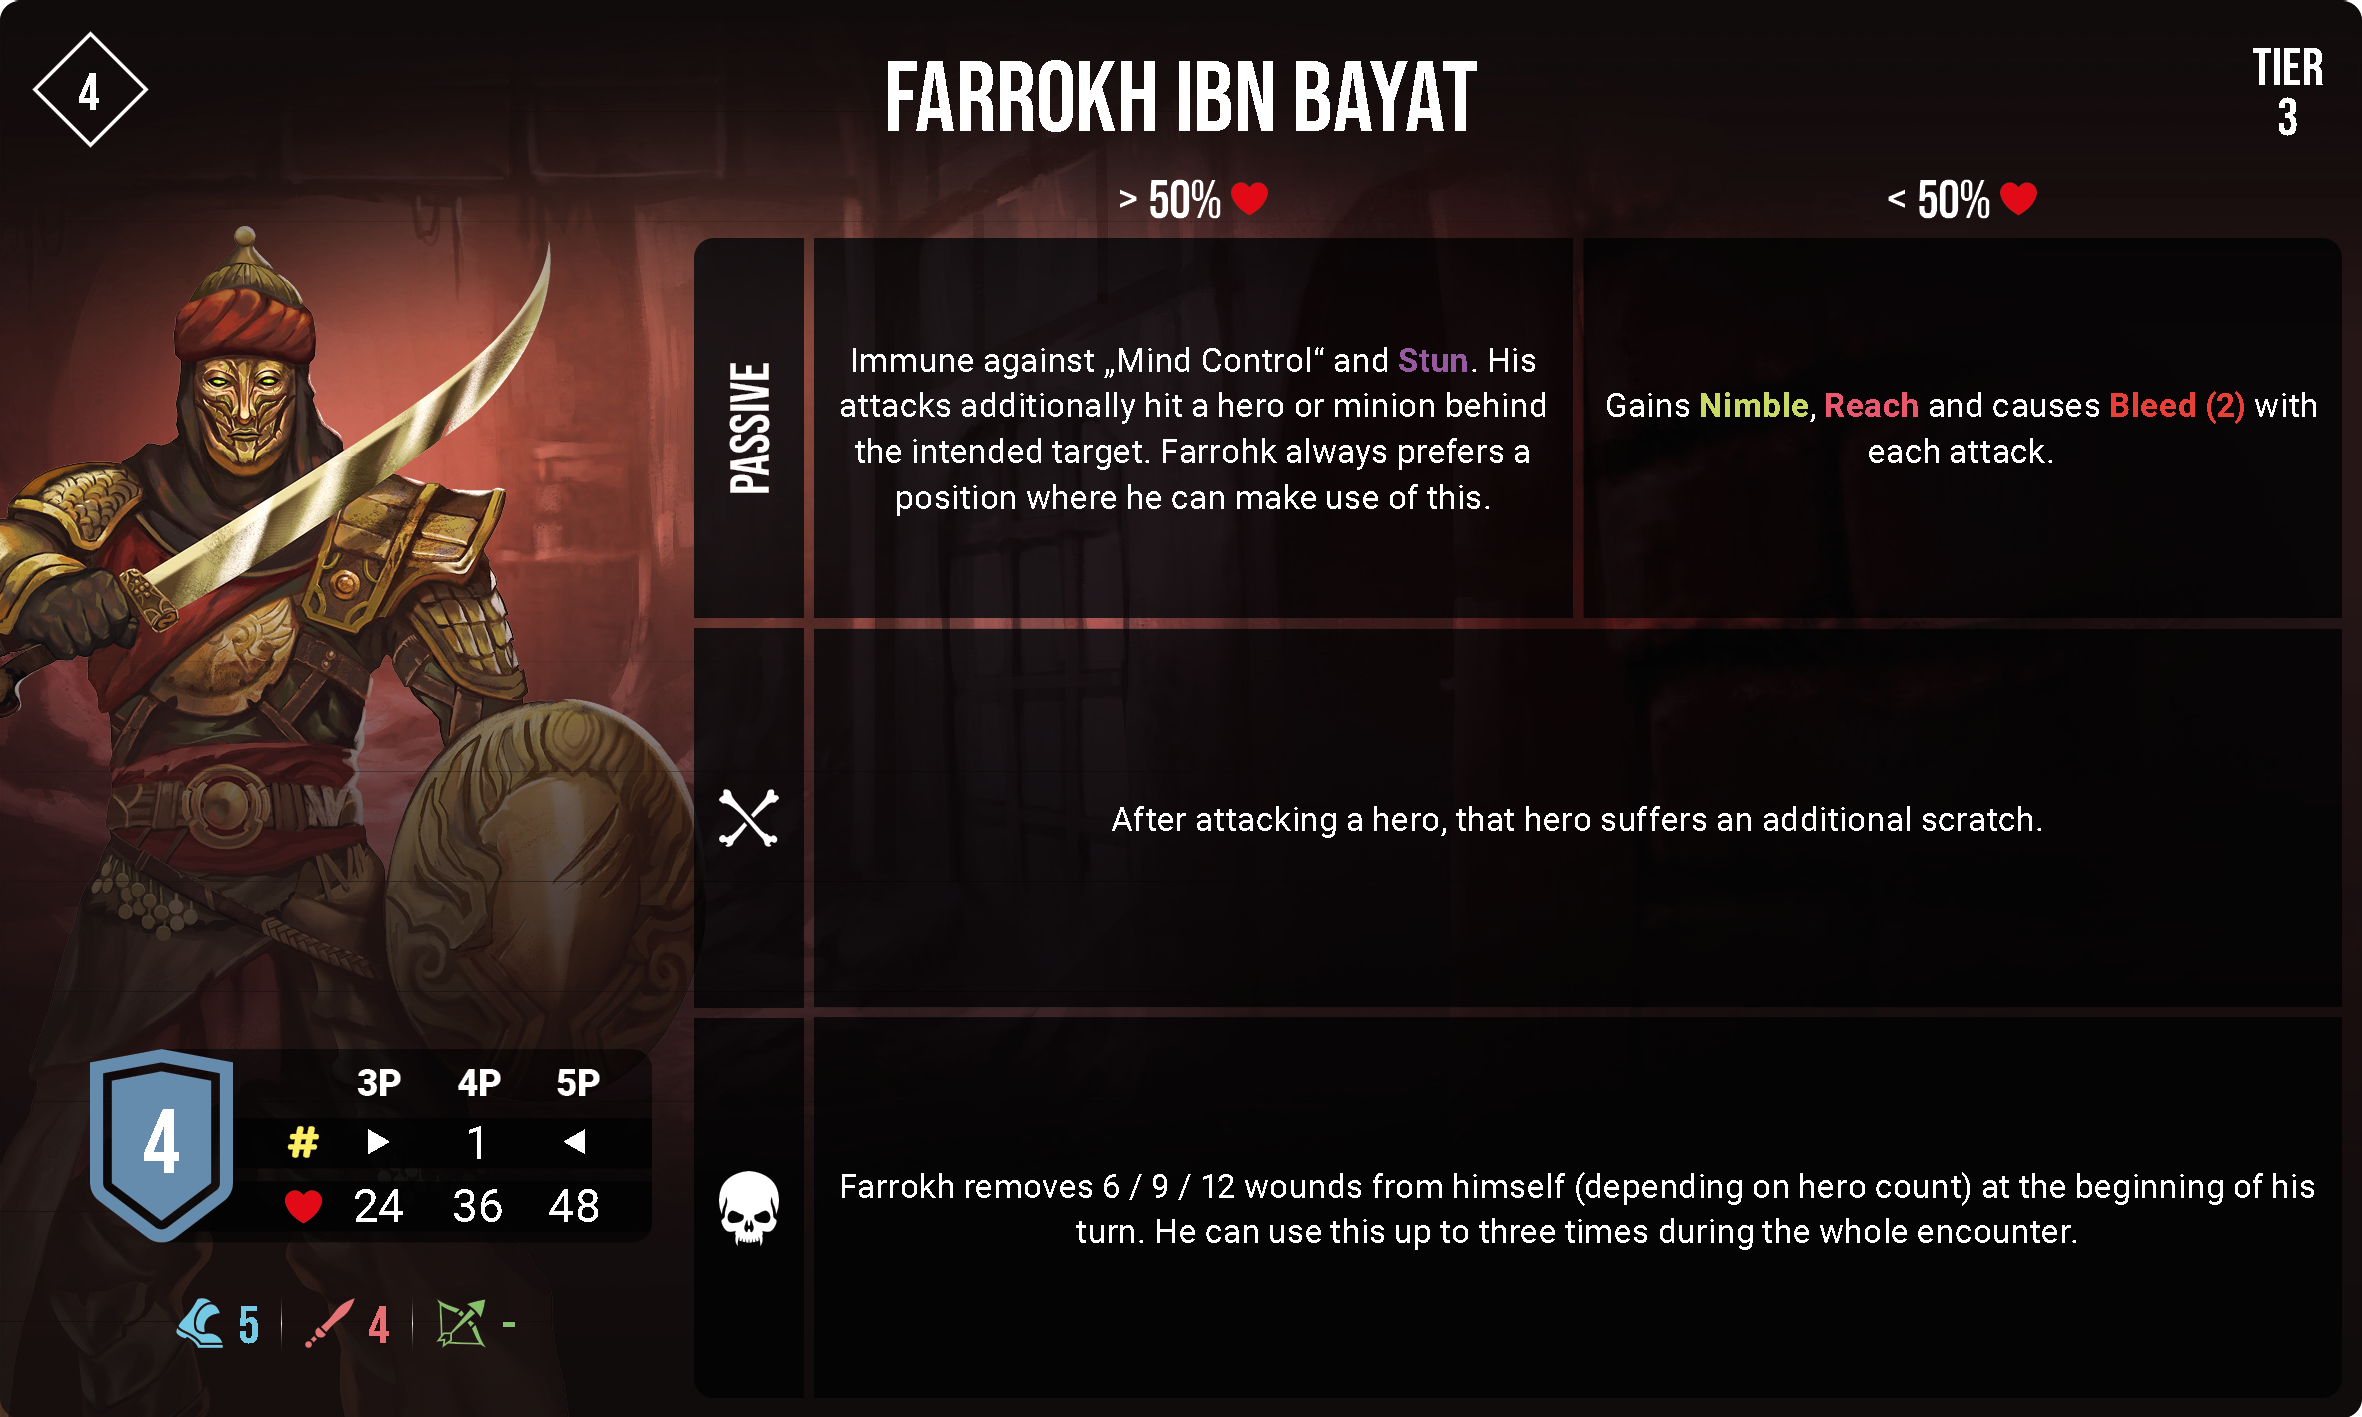 4
FARROKH IBN BAYAT
TIER
3
> 50%
< 50%
PASSIVE
Immune against „Mind Control“ and Stun. His
attacks additionally hit a hero or minion behind
the intended target. Farrohk always prefers a
position where he can make use of this.
Gains Nimble, Reach and causes Bleed (2) with
each attack.
After attacking a hero, that hero suffers an additional scratch.
Farrokh removes 6 / 9 / 12 wounds from himself (depending on hero count) at the beginning of his
turn. He can use this up to three times during the whole encounter.
4
3P 4P 5P
# 1
24 36 48
5 4 -